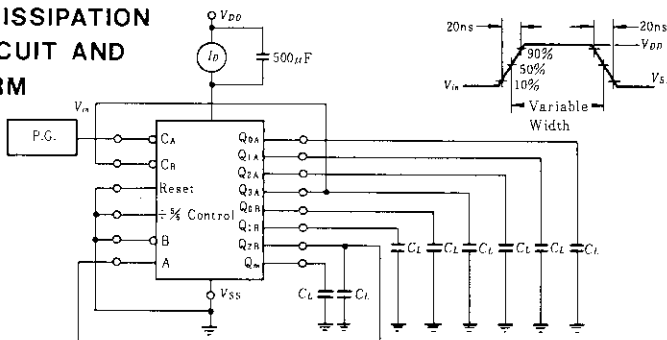 ISSIPATION
CUIT AND
RM
VDD
ID
500μF
Vin
P.G.
CA
CB
Reset
÷ 5/6 Control
B
A
Q0A
Q1A
Q2A
Q3A
Q0B
Q1B
Q2B
Qm
VSS
CL CL
CL CL CL CL CL CL
20ns 20ns
90%
50%
10%
VDD
Vin
VS
Variable
Width